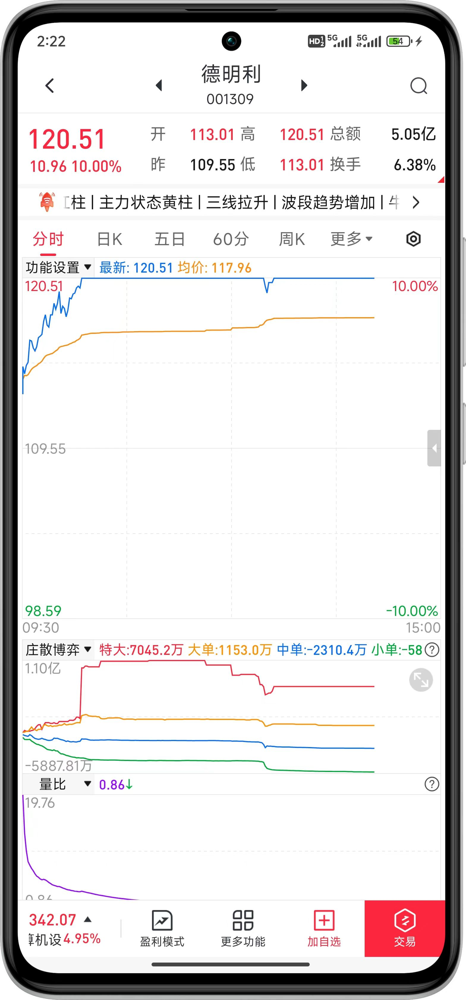 2:22
HD 1 2 5G 5G 54
德明利
001309
120.51 开 113.01 高 120.51 总额 5.05亿
10.96 10.00% 昨 109.55 低 113.01 换手 6.38%
柱 | 主力状态黄柱 | 三线拉升 | 波段趋势增加 |
分时 日K 五日 60分 周K 更多
功能设置 最新: 120.51 均价: 117.96
120.51 10.00%
109.55
98.59 -10.00%
09:30 15:00
庄散博弈 特大:7045.2万 大单:1153.0万 中单:-2310.4万 小单:-58 ?
1.10亿
-5887.81万
量比 0.86↓ ?
19.76
0.86
342.07
机设 4.95%
盈利模式 更多功能 加自选 交易